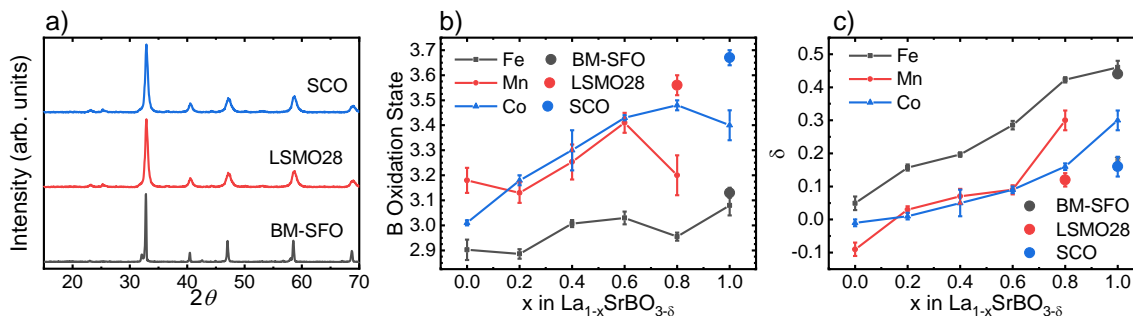 a)
Intensity (arb. units)
SCO
LSMO28
BM-SFO
20 30 40 50 60 70
2θ
b)
B Oxidation State
3.7
3.6
3.5
3.4
3.3
3.2
3.1
3.0
2.9
Fe
Mn
Co
BM-SFO
LSMO28
SCO
0.0 0.2 0.4 0.6 0.8 1.0
x in La1-xSrBO3-δ
c)
δ
0.5
0.4
0.3
0.2
0.1
0.0
-0.1
Fe
Mn
Co
BM-SFO
LSMO28
SCO
0.0 0.2 0.4 0.6 0.8 1.0
x in La1-xSrBO3-δ